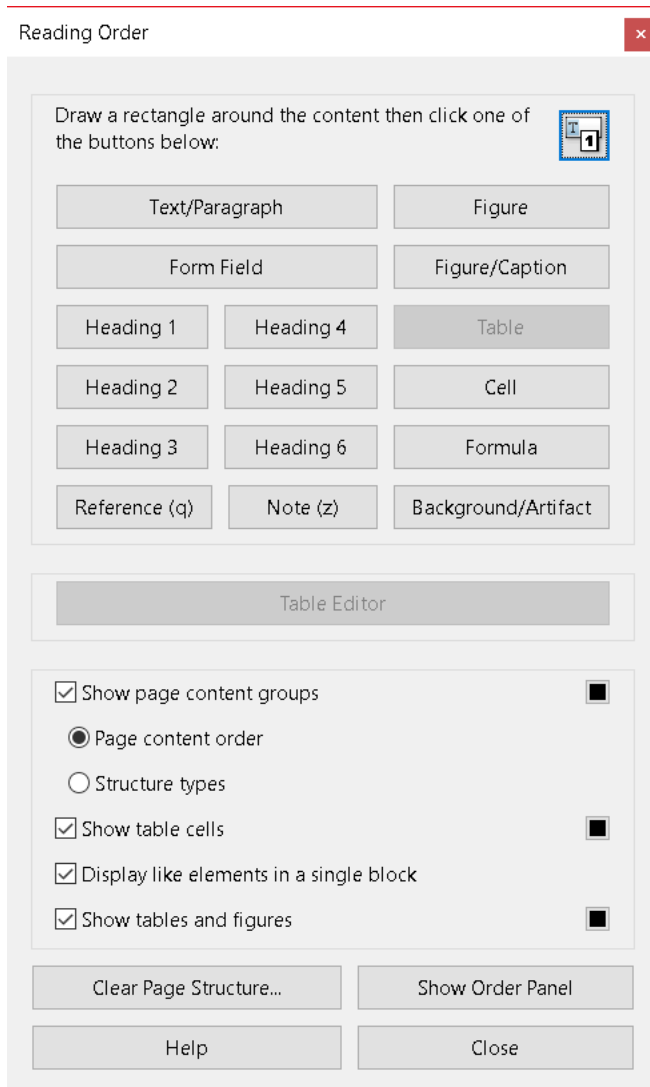 Reading Order
Draw a rectangle around the content then click one of
the buttons below:
T 1
Text/Paragraph Figure
Form Field Figure/Caption
Heading 1 Heading 4 Table
Heading 2 Heading 5 Cell
Heading 3 Heading 6 Formula
Reference (q) Note (z) Background/Artifact
Table Editor
Show page content groups
Page content order
Structure types
Show table cells
Display like elements in a single block
Show tables and figures
Clear Page Structure... Show Order Panel
Help Close